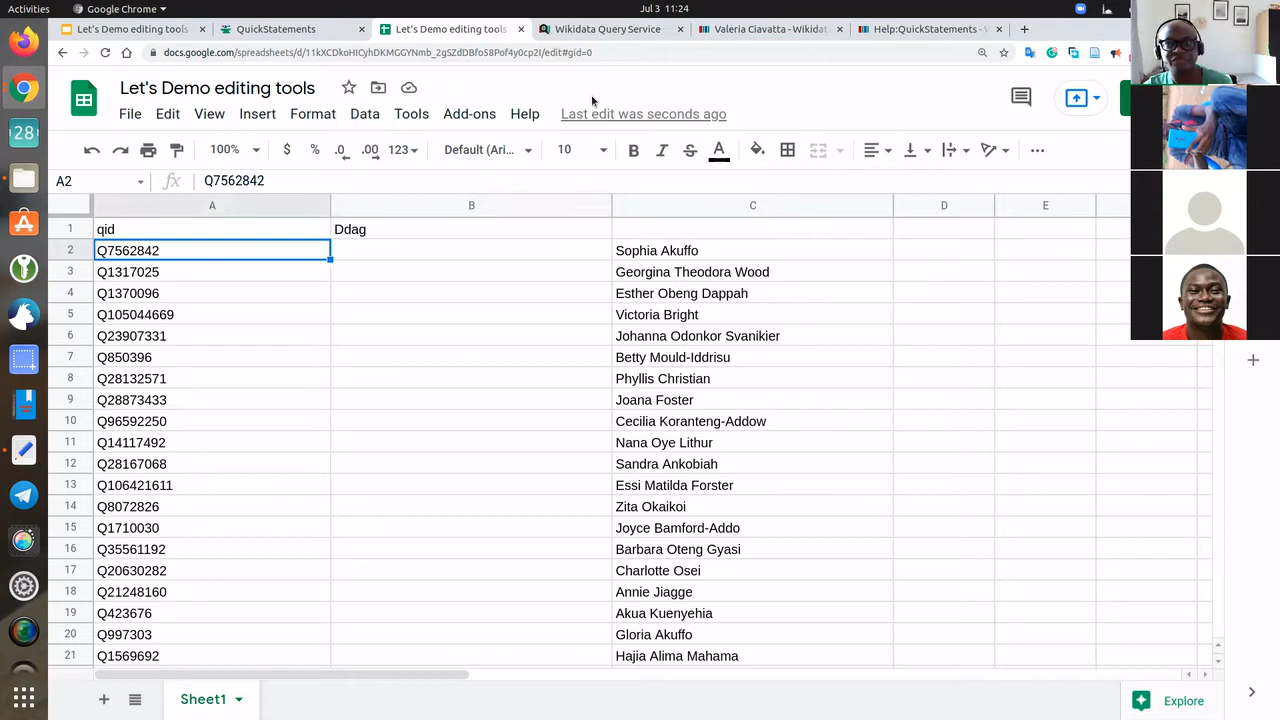 Activities Google Chrome Jul 3 11:24
Let's Demo editing tools QuickStatements Let's Demo editing tools Wikidata Query Service Valeria Ciavatta - Wikidat Help:QuickStatements -
docs.google.com/spreadsheets/d/11kXCDkoHICyhDKMGGYNmb_2gSZdDBfoS8Pof4y0cp2I/edit#gid=0
Let's Demo editing tools
File Edit View Insert Format Data Tools Add-ons Help Last edit was seconds ago
100% $ % .0 .00 123 Default (Ari... 10 B I S A
A2 fx Q7562842
A B C D E
1 qid Ddag
2 Q7562842 Sophia Akuffo
3 Q1317025 Georgina Theodora Wood
4 Q1370096 Esther Obeng Dappah
5 Q105044669 Victoria Bright
6 Q23907331 Johanna Odonkor Svanikier
7 Q850396 Betty Mould-Iddrisu
8 Q28132571 Phyllis Christian
9 Q28873433 Joana Foster
10 Q96592250 Cecilia Koranteng-Addow
11 Q14117492 Nana Oye Lithur
12 Q28167068 Sandra Ankobiah
13 Q106421611 Essi Matilda Forster
14 Q8072826 Zita Okaikoi
15 Q1710030 Joyce Bamford-Addo
16 Q35561192 Barbara Oteng Gyasi
17 Q20630282 Charlotte Osei
18 Q21248160 Annie Jiagge
19 Q423676 Akua Kuenyehia
20 Q997303 Gloria Akuffo
21 Q1569692 Hajia Alima Mahama
Sheet1 Explore
28